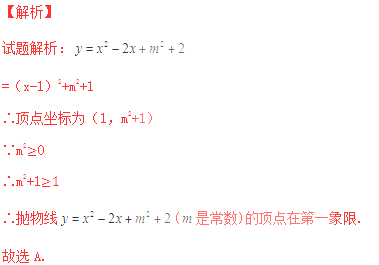 【解析】
试题解析： y = x² − 2x + m² + 2
=（x−1）²+m²+1
∴顶点坐标为（1，m²+1）
∵m²≥0
∴m²+1≥1
∴抛物线 y = x² − 2x + m² + 2 (m 是常数)的顶点在第一象限.
故选 A.